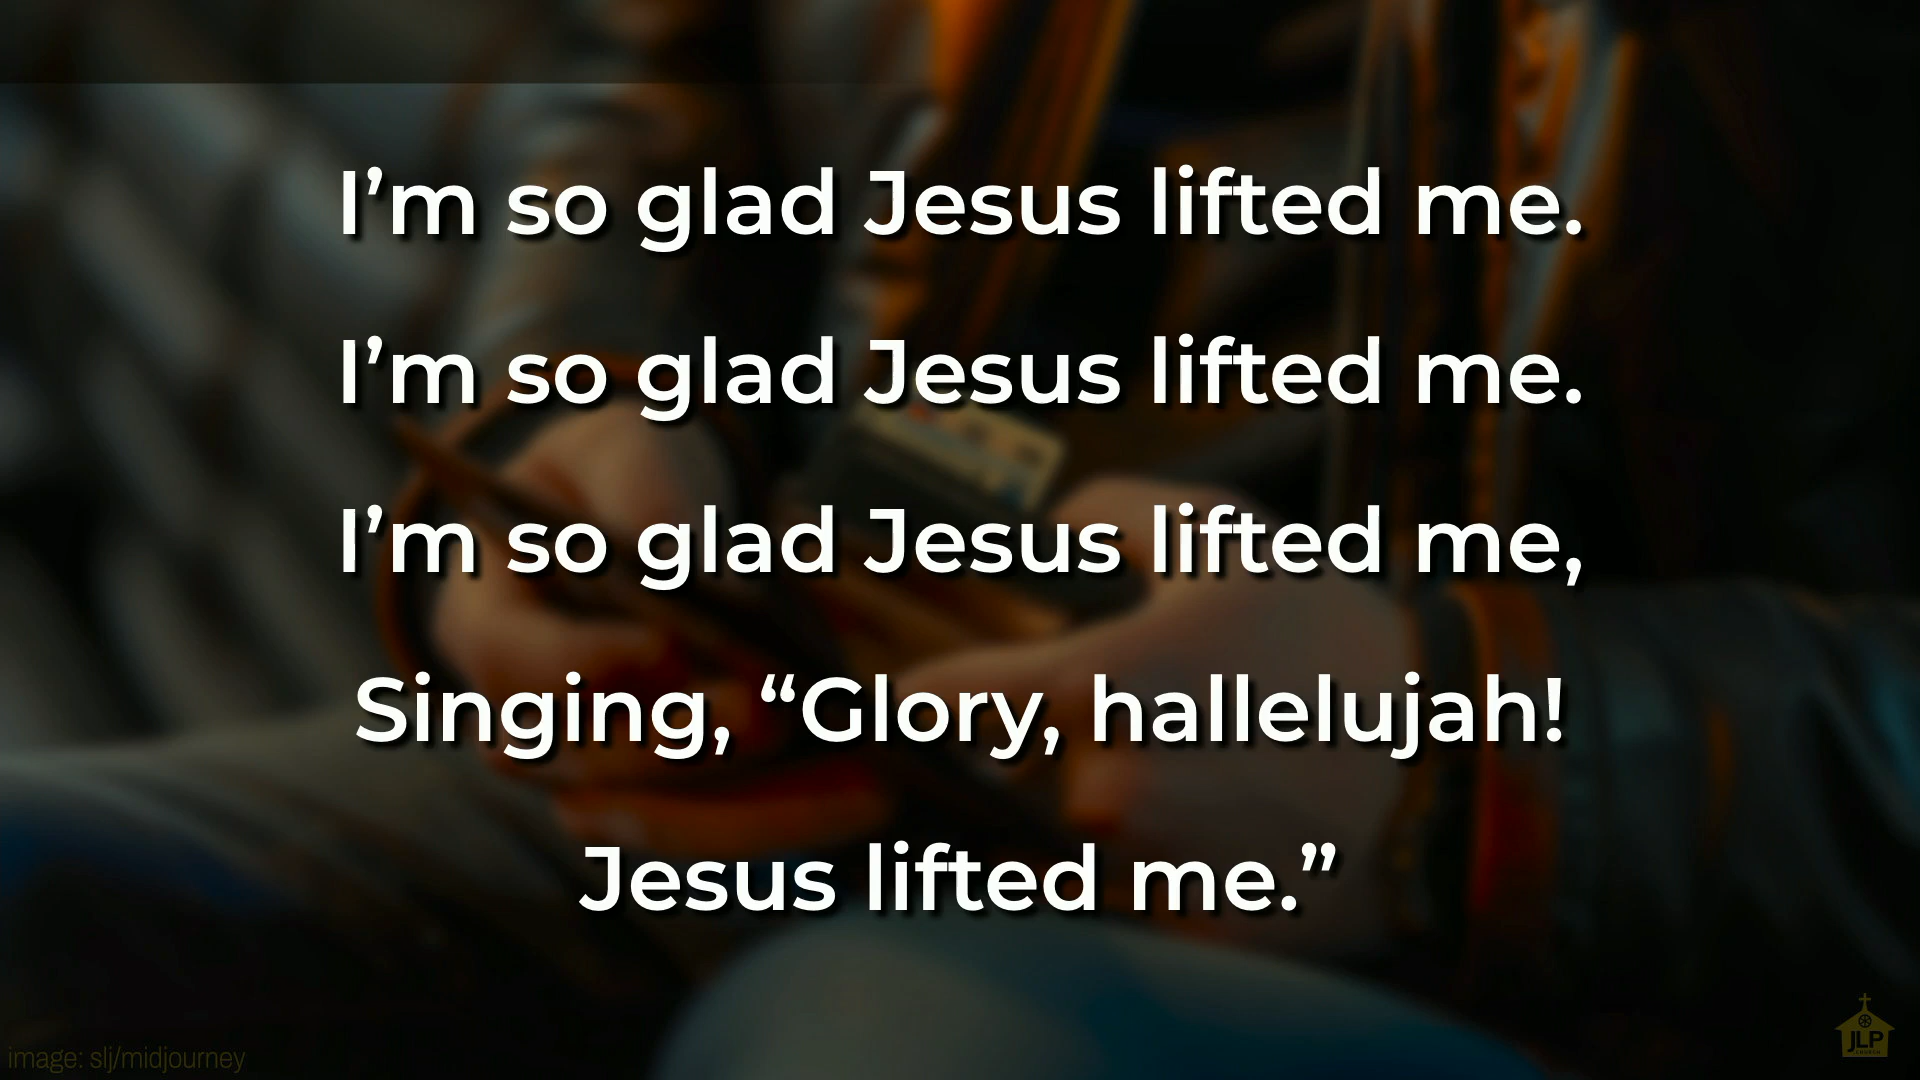 I’m so glad Jesus lifted me.
I’m so glad Jesus lifted me.
I’m so glad Jesus lifted me,
Singing, “Glory, hallelujah!
Jesus lifted me.”
image: slj/midjourney
JLP
CHURCH